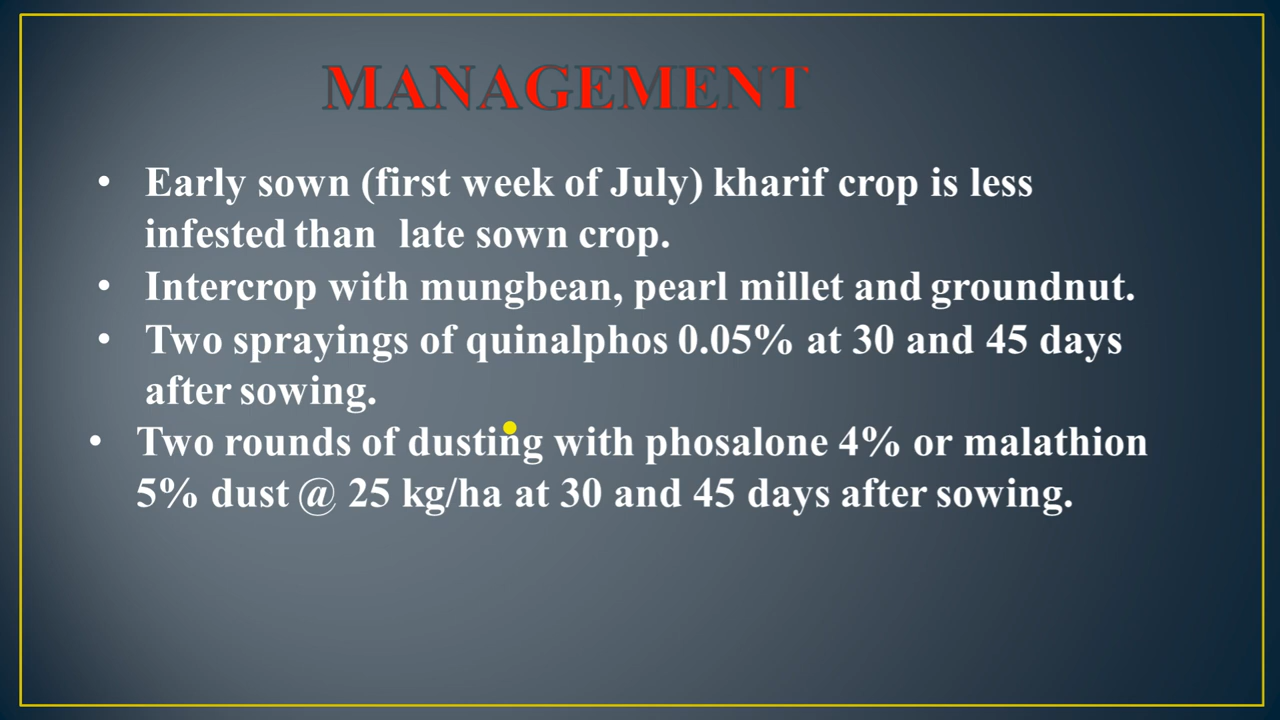 MANAGEMENT
• Early sown (first week of July) kharif crop is less
infested than late sown crop.
• Intercrop with mungbean, pearl millet and groundnut.
• Two sprayings of quinalphos 0.05% at 30 and 45 days
after sowing.
• Two rounds of dusting with phosalone 4% or malathion
5% dust @ 25 kg/ha at 30 and 45 days after sowing.